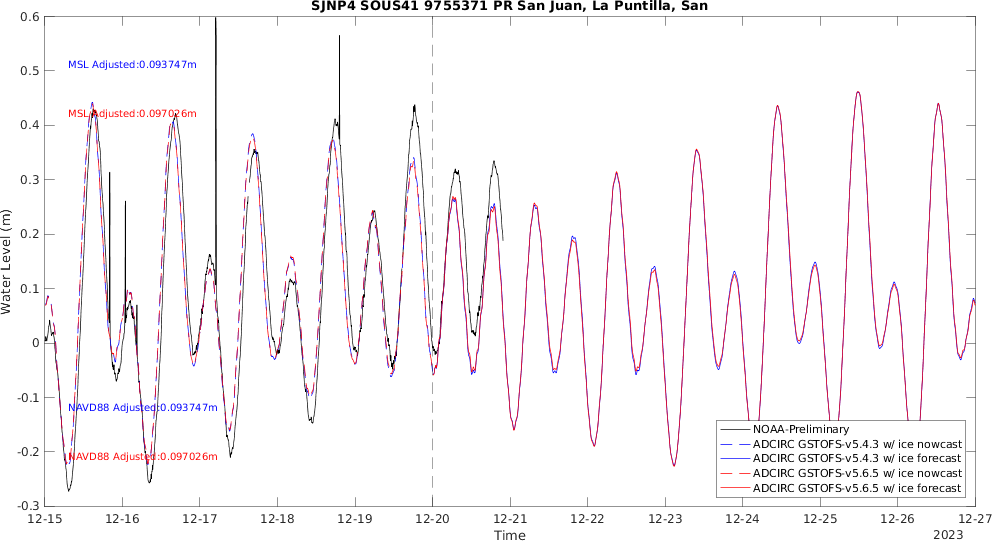 SJNP4 SOUS41 9755371 PR San Juan, La Puntilla, San
Water Level (m)
0.6
0.5
0.4
0.3
0.2
0.1
0
-0.1
-0.2
-0.3
MSL Adjusted:0.093747m
MSL Adjusted:0.097026m
NAVD88 Adjusted:0.093747m
NAVD88 Adjusted:0.097026m
NOAA-Preliminary
ADCIRC GSTOFS-v5.4.3 w/ ice nowcast
ADCIRC GSTOFS-v5.4.3 w/ ice forecast
ADCIRC GSTOFS-v5.6.5 w/ ice nowcast
ADCIRC GSTOFS-v5.6.5 w/ ice forecast
12-15 12-16 12-17 12-18 12-19 12-20 12-21 12-22 12-23 12-24 12-25 12-26 12-27
Time
2023